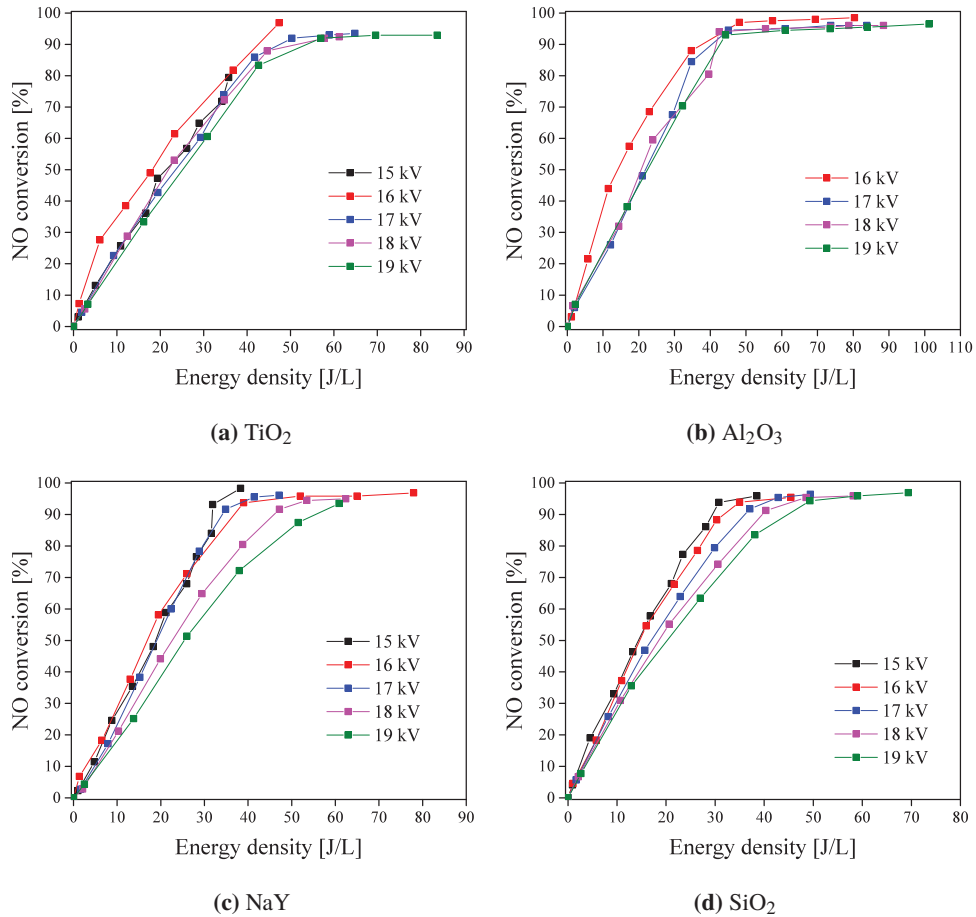 NO conversion [%]
100
90
80
70
60
50
40
30
20
10
0
15 kV
16 kV
17 kV
18 kV
19 kV
0 10 20 30 40 50 60 70 80 90
Energy density [J/L]
(a) TiO₂
NO conversion [%]
100
90
80
70
60
50
40
30
20
10
0
16 kV
17 kV
18 kV
19 kV
0 10 20 30 40 50 60 70 80 90 100 110
Energy density [J/L]
(b) Al₂O₃
NO conversion [%]
100
90
80
70
60
50
40
30
20
10
0
15 kV
16 kV
17 kV
18 kV
19 kV
0 10 20 30 40 50 60 70 80 90
Energy density [J/L]
(c) NaY
NO conversion [%]
100
90
80
70
60
50
40
30
20
10
0
15 kV
16 kV
17 kV
18 kV
19 kV
0 10 20 30 40 50 60 70 80
Energy density [J/L]
(d) SiO₂